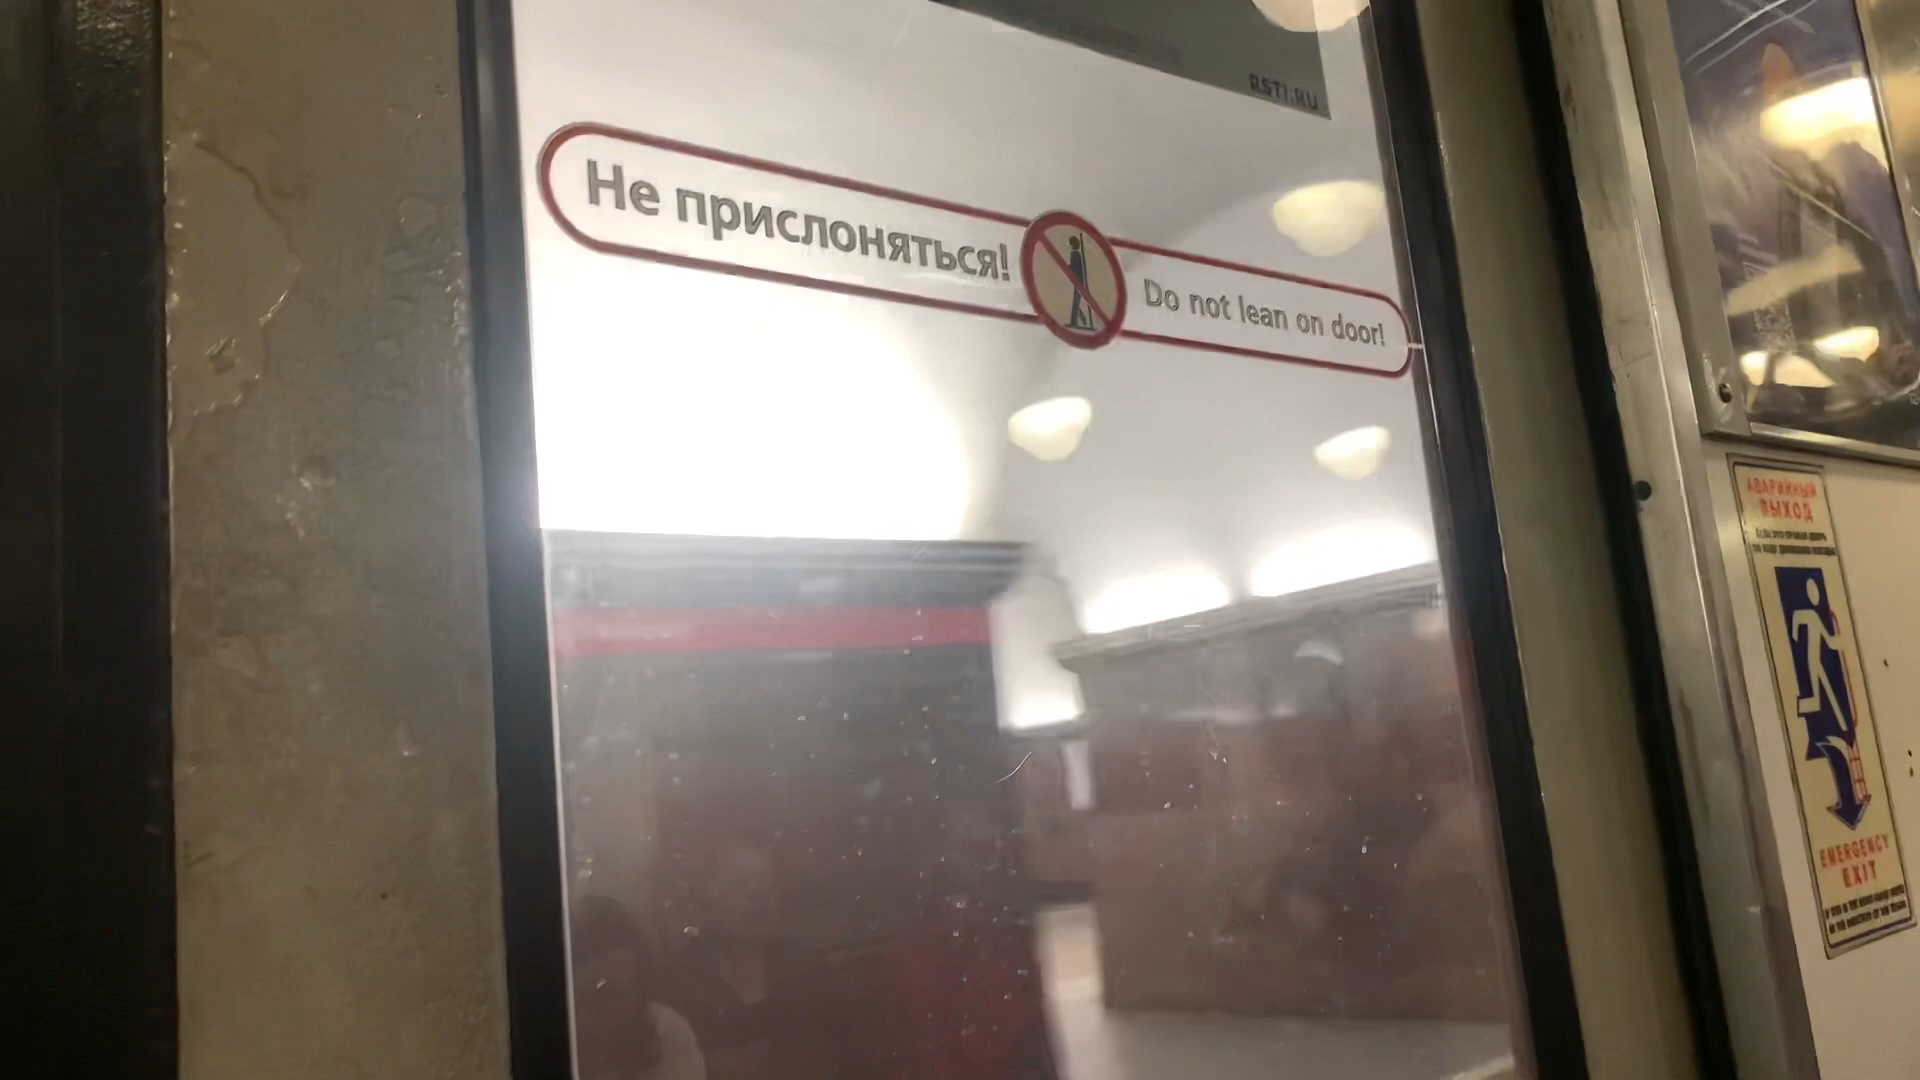 RSTI.RU
Не прислоняться!
Do not lean on door!
АВАРИЙНЫЙ
ВЫХОД
EMERGENCY
EXIT